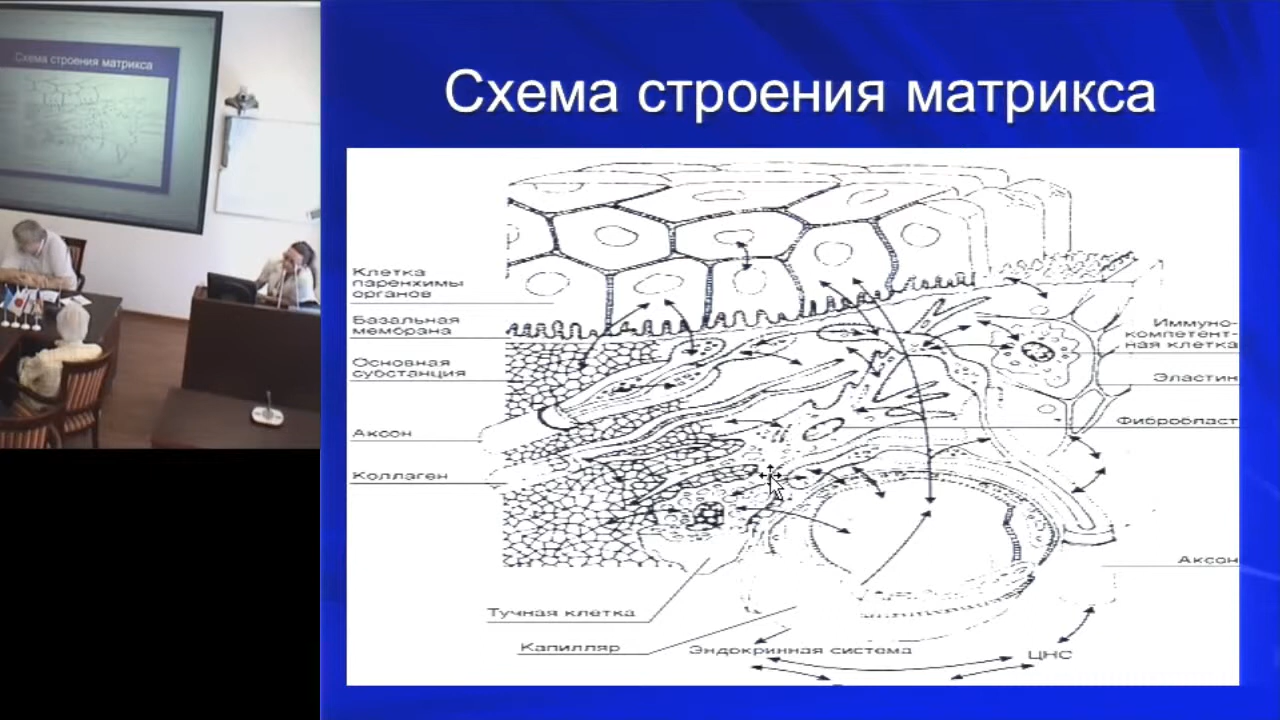 Схема строения матрикса
Схема строения матрикса
Клетка
паренхимы
органов
Базальная
мембрана
Основная
субстанция
Аксон
Коллаген
Иммуно-
компетент-
ная клетка
Эластин
Фибробласт
Аксон
Тучная клетка
Капилляр
Эндокринная система
ЦНС